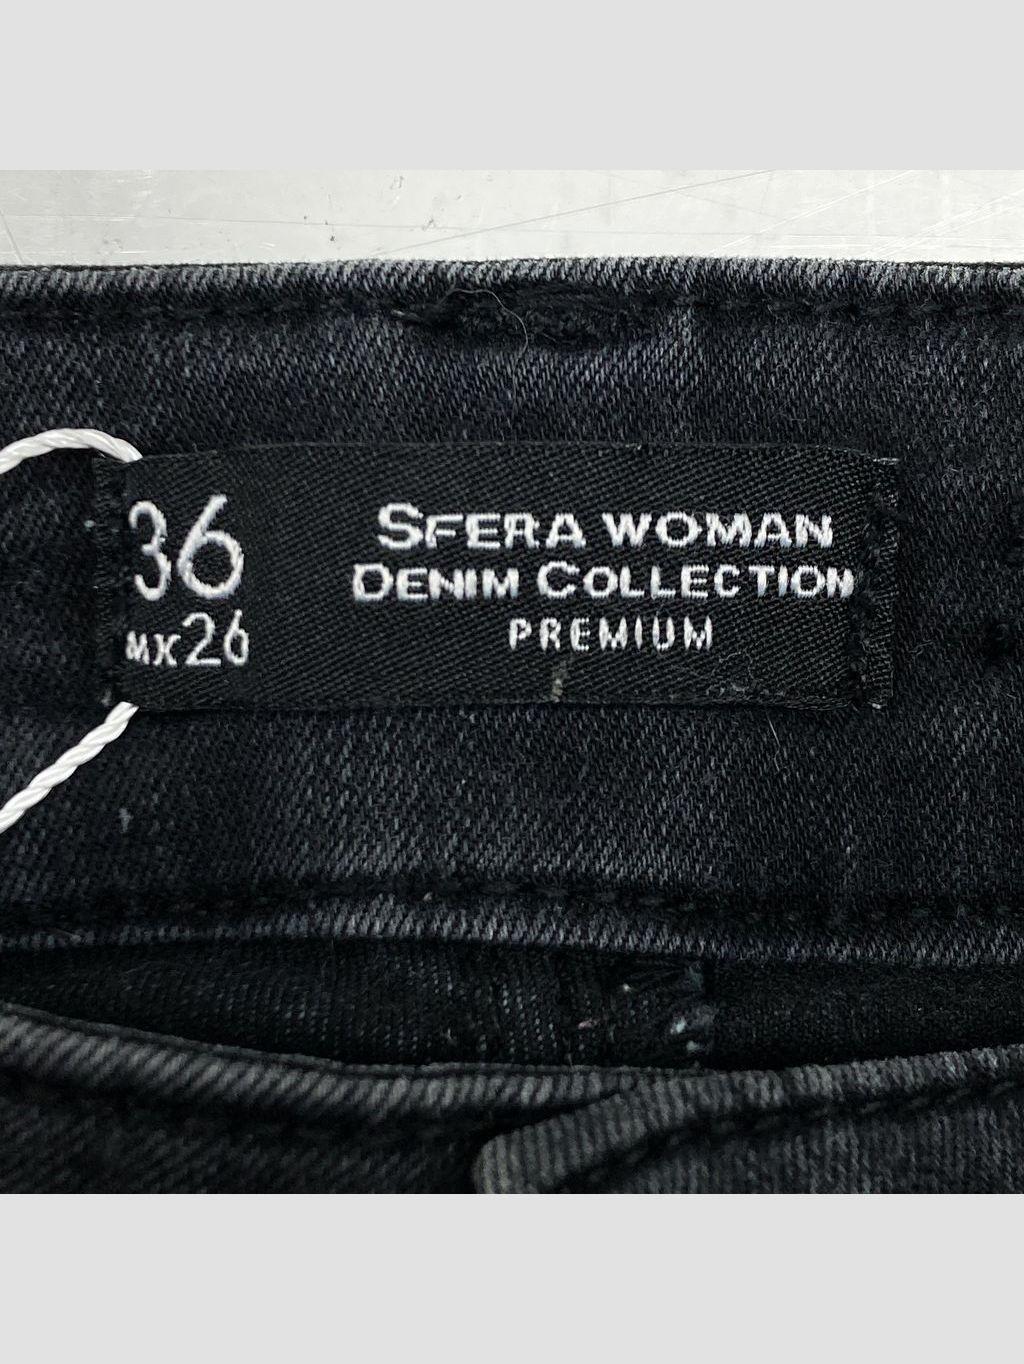 36
MX26
SFERA WOMAN
DENIM COLLECTION
PREMIUM